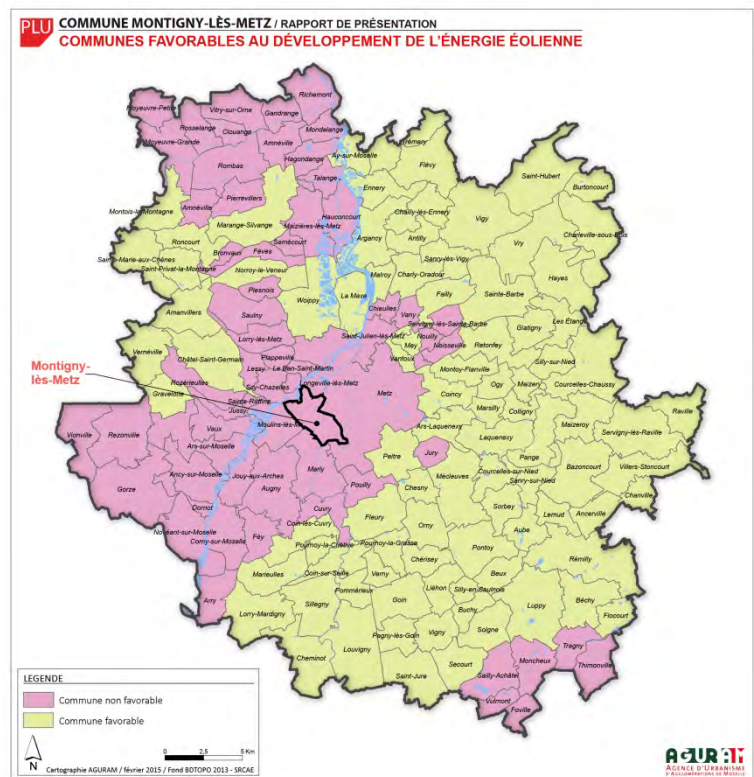 PLU
COMMUNE MONTIGNY-LÈS-METZ / RAPPORT DE PRÉSENTATION
COMMUNES FAVORABLES AU DÉVELOPPEMENT DE L'ÉNERGIE ÉOLIENNE
Richemont
Moyeuvre-Petite
Vitry-sur-Orne
Gandrange
Rosselange
Clouange
Mondelange
Moyeuvre-Grande
Amnéville
Rombas
Hagondange
Ay-sur-Moselle
Trémery
Flévy
Saint-Hubert
Talange
Ennery
Burtoncourt
Montois-la-Montagne
Amnéville
Pierrevillers
Hauconcourt
Chailly-lès-Ennery
Vigy
Marange-Silvange
Maizières-lès-Metz
Roncourt
Semécourt
Argancy
Antilly
Vry
Charleville-sous-Bois
Sainte-Marie-aux-Chênes
Bronvaux
Fèves
Sanry-lès-Vigy
Saint-Privat-la-Montagne
Norroy-le-Veneur
Malroy
Charly-Oradour
Hayes
Plesnois
Woippy
La Maxe
Failly
Sainte-Barbe
Amanvillers
Saulny
Chieulles
Vany
Servigny-lès-Sainte-Barbe
Glatigny
Les Etangs
Vernéville
Lorry-lès-Metz
Saint-Julien-lès-Metz
Mey
Nouilly
Noisseville
Retonfey
Châtel-Saint-Germain
Plappeville
Vantoux
Silly-sur-Nied
Montigny-
lès-Metz
Lessy
Le Ban-Saint-Martin
Montoy-Flanville
Rozérieulles
Scy-Chazelles
Longeville-lès-Metz
Ogy
Maizery
Courcelles-Chaussy
Gravelotte
Sainte-Ruffine
Metz
Coincy
Marsilly
Colligny
Raville
Jussy
Moulins-lès-M
Ars-Laquenexy
Maizeroy
Servigny-lès-Raville
Vionville
Rezonville
Vaux
Laquenexy
Ars-sur-Moselle
Peltre
Jury
Pange
Bazoncourt
Villers-Stoncourt
Ancy-sur-Moselle
Jouy-aux-Arches
Marly
Mécleuves
Courcelles-sur-Nied
Sanry-sur-Nied
Gorze
Augny
Pouilly
Chesny
Chanville
Dornot
Cuvry
Fleury
Sorbey
Lemud
Ancerville
Novéant-sur-Moselle
Féy
Coin-lès-Cuvry
Orny
Aube
Corny-sur-Moselle
Pournoy-la-Chétive
Pournoy-la-Grasse
Pontoy
Rémilly
Marieulles
Coin-sur-Seille
Verny
Chérisey
Beux
Arry
Pommérieux
Liéhon
Silly-en-Saulnois
Béchy
Lorry-Mardigny
Sillegny
Goin
Buchy
Luppy
Flocourt
Pagny-lès-Goin
Vigny
Solgne
Louvigny
Tragny
Cheminot
Secourt
Moncheux
Thimonville
Saint-Jure
Sailly-Achâtel
Vulmont
Foville
LEGENDE
Commune non favorable
Commune favorable
N
0 2,5 5 Km
Cartographie AGURAM / février 2015 / Fond BDTOPO 2013 - SRCAE
AGURAM
AGENCE D'URBANISME
D'AGGLOMÉRATIONS DE MOSELLE